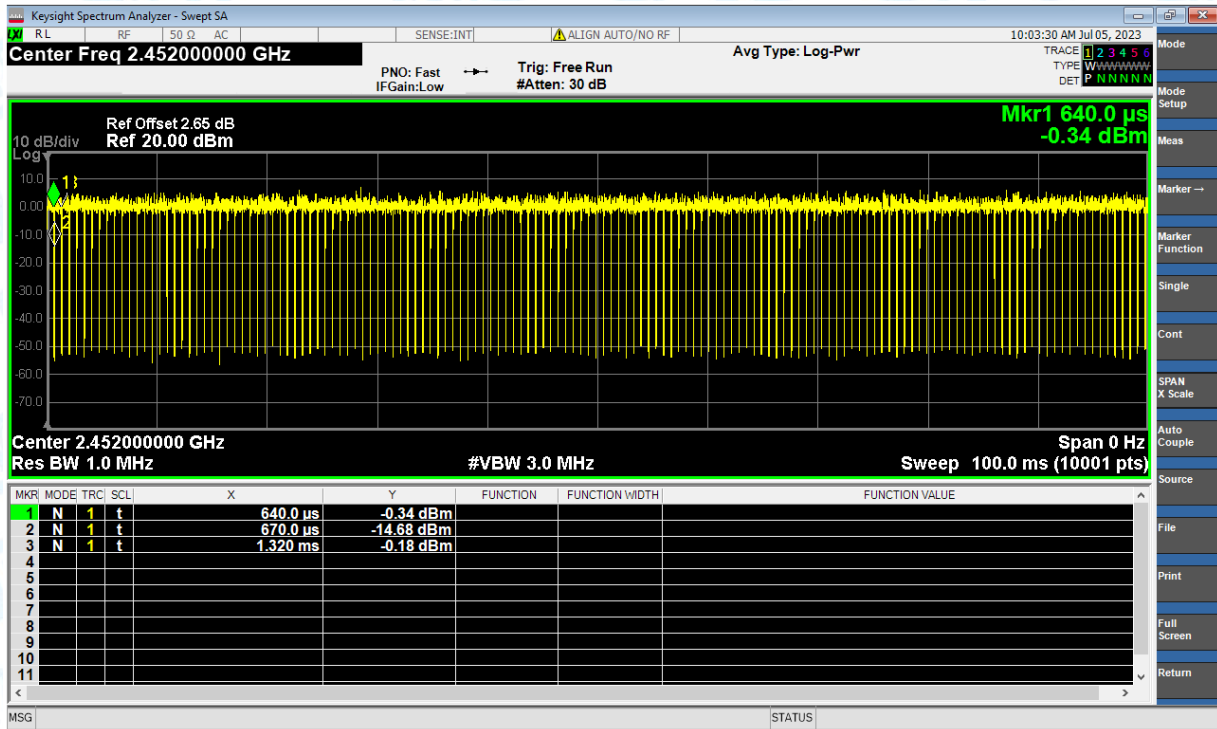 Keysight Spectrum Analyzer - Swept SA
LXI RL RF 50 Ω AC SENSE:INT ALIGN AUTO/NO RF 10:03:30 AM Jul 05, 2023
Center Freq 2.452000000 GHz
PNO: Fast
IFGain:Low
Trig: Free Run
#Atten: 30 dB
Avg Type: Log-Pwr
TRACE 1 2 3 4 5 6
TYPE WWWWWW
DET P N N N N N
Mkr1 640.0 µs
-0.34 dBm
Ref Offset 2.65 dB
10 dB/div Ref 20.00 dBm
Log
10.0
0.00
-10.0
-20.0
-30.0
-40.0
-50.0
-60.0
-70.0
1
3
2
Center 2.452000000 GHz Span 0 Hz
Res BW 1.0 MHz #VBW 3.0 MHz Sweep 100.0 ms (10001 pts)
MKR MODE TRC SCL X Y FUNCTION FUNCTION WIDTH FUNCTION VALUE
1 N 1 t 640.0 µs -0.34 dBm
2 N 1 t 670.0 µs -14.68 dBm
3 N 1 t 1.320 ms -0.18 dBm
4
5
6
7
8
9
10
11
MSG STATUS
Mode
Mode
Setup
Meas
Marker →
Marker
Function
Single
Cont
SPAN
X Scale
Auto
Couple
Source
File
Print
Full
Screen
Return